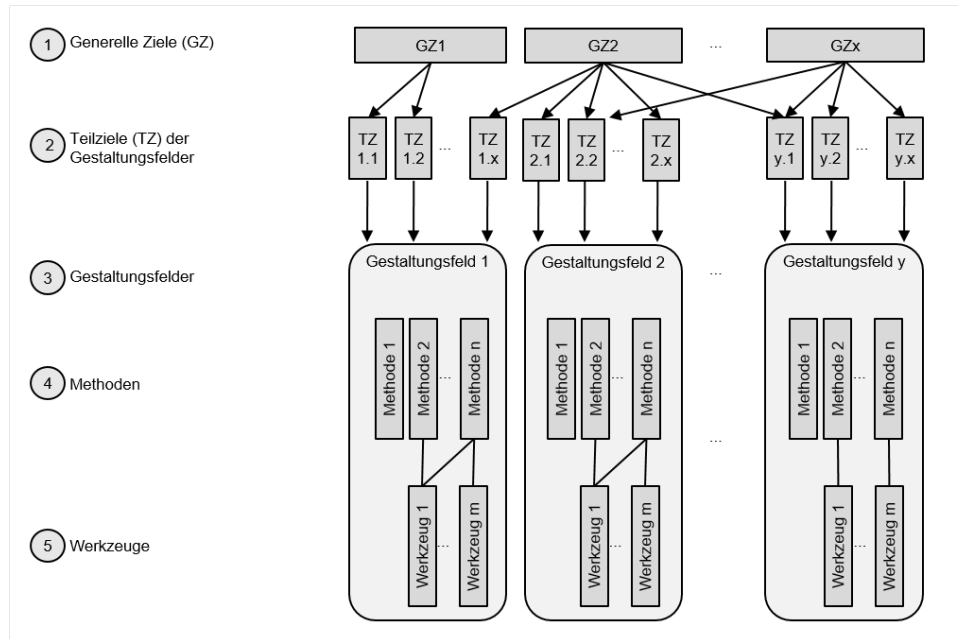 1 Generelle Ziele (GZ)
GZ1 GZ2 ... GZx
2 Teilziele (TZ) der
Gestaltungsfelder
TZ
1.1
TZ
1.2
...
TZ
1.x
TZ
2.1
TZ
2.2
...
TZ
2.x
TZ
y.1
TZ
y.2
...
TZ
y.x
3 Gestaltungsfelder
Gestaltungsfeld 1
Gestaltungsfeld 2
...
Gestaltungsfeld y
4 Methoden
Methode 1
Methode 2
...
Methode n
Methode 1
Methode 2
...
Methode n
...
Methode 1
Methode 2
...
Methode n
5 Werkzeuge
Werkzeug 1
...
Werkzeug m
Werkzeug 1
...
Werkzeug m
Werkzeug 1
...
Werkzeug m